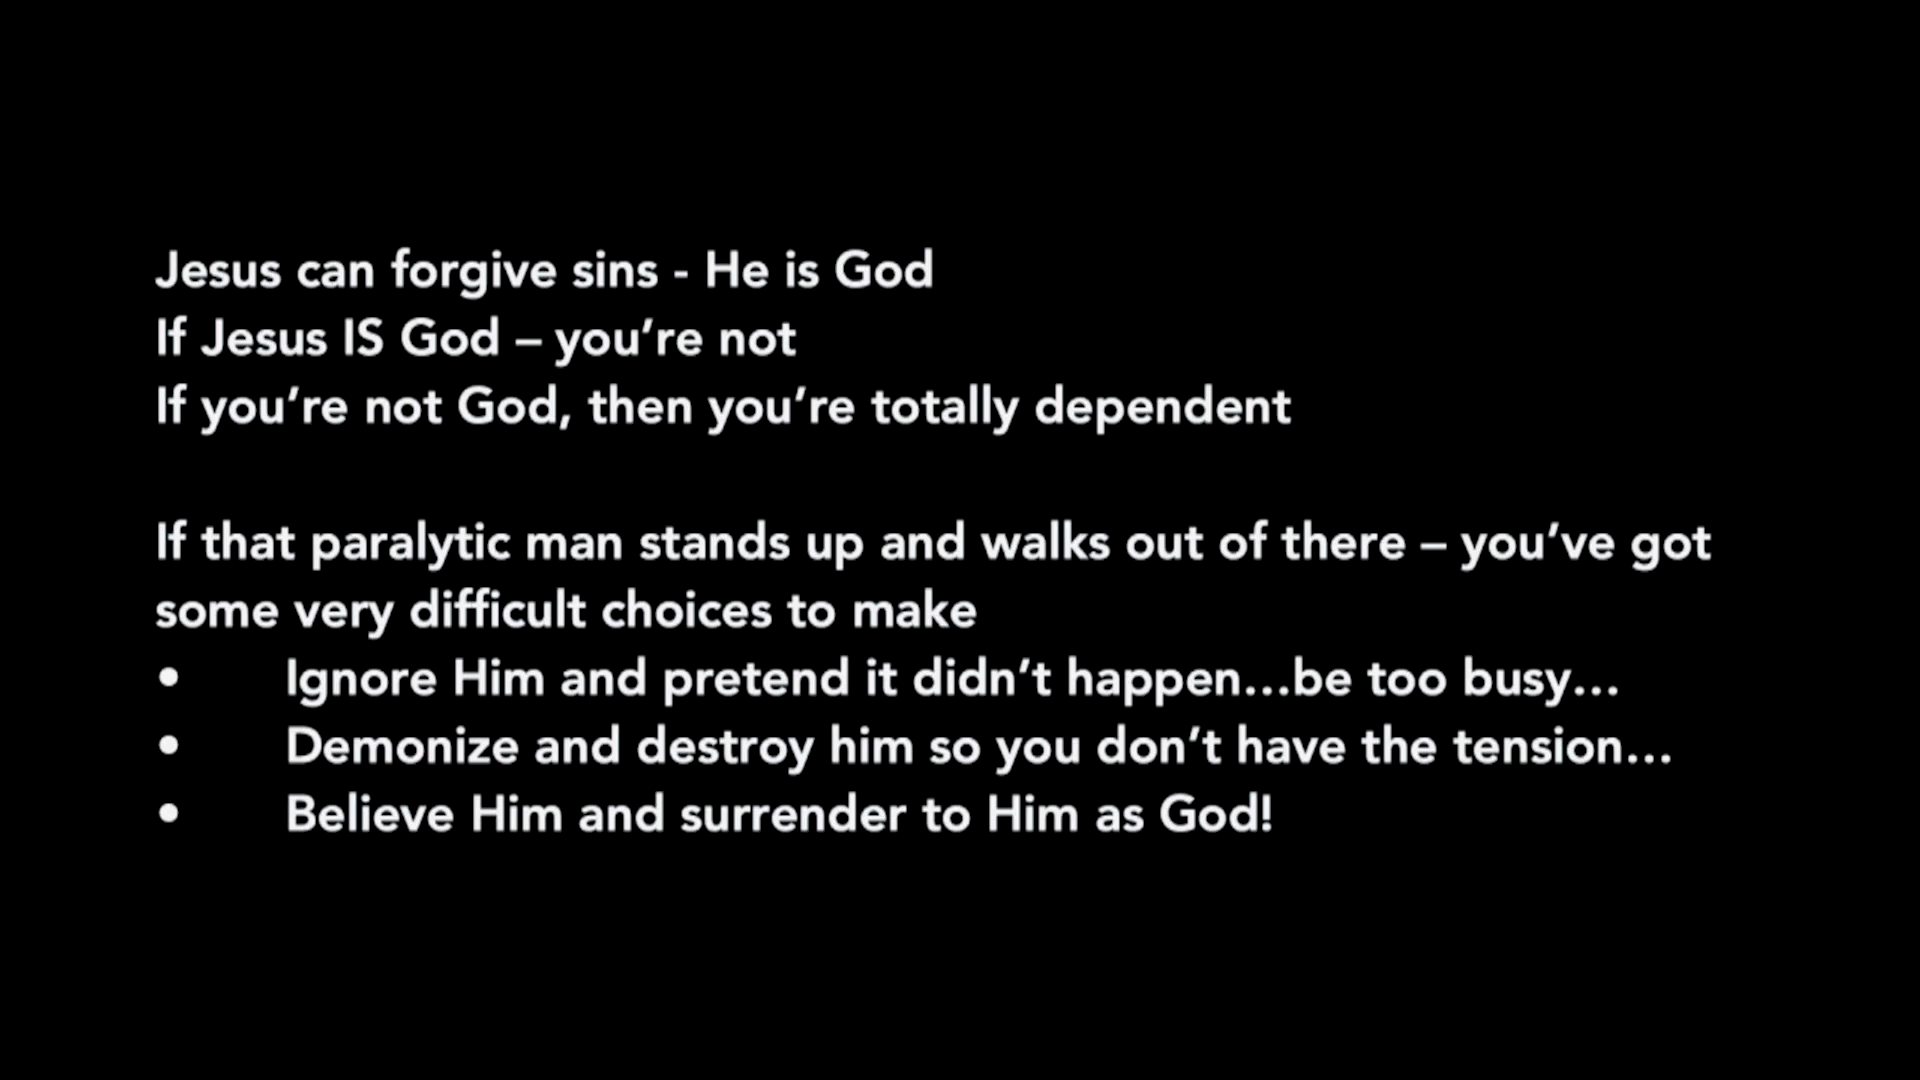 Jesus can forgive sins - He is God
If Jesus IS God – you’re not
If you’re not God, then you’re totally dependent
If that paralytic man stands up and walks out of there – you’ve got
some very difficult choices to make
• Ignore Him and pretend it didn’t happen...be too busy...
• Demonize and destroy him so you don’t have the tension...
• Believe Him and surrender to Him as God!